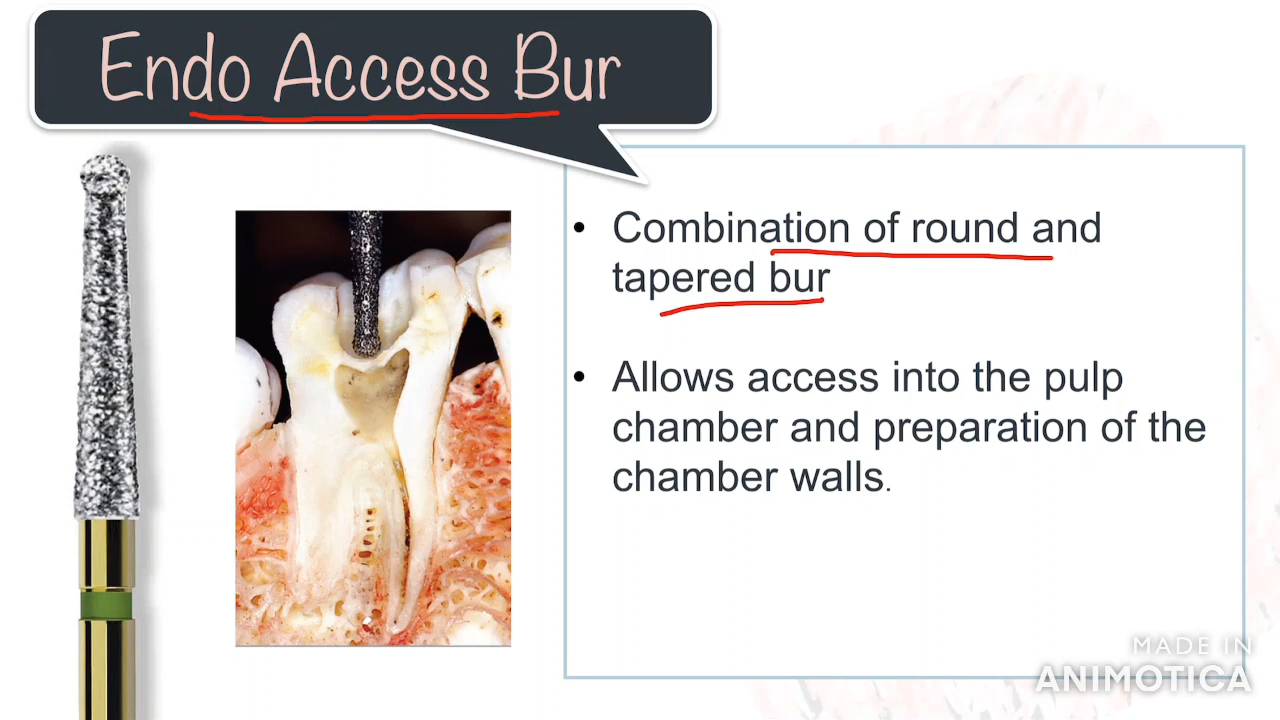 Endo Access Bur
• Combination of round and
tapered bur
• Allows access into the pulp
chamber and preparation of the
chamber walls.
MADE IN
ANIMOTICA